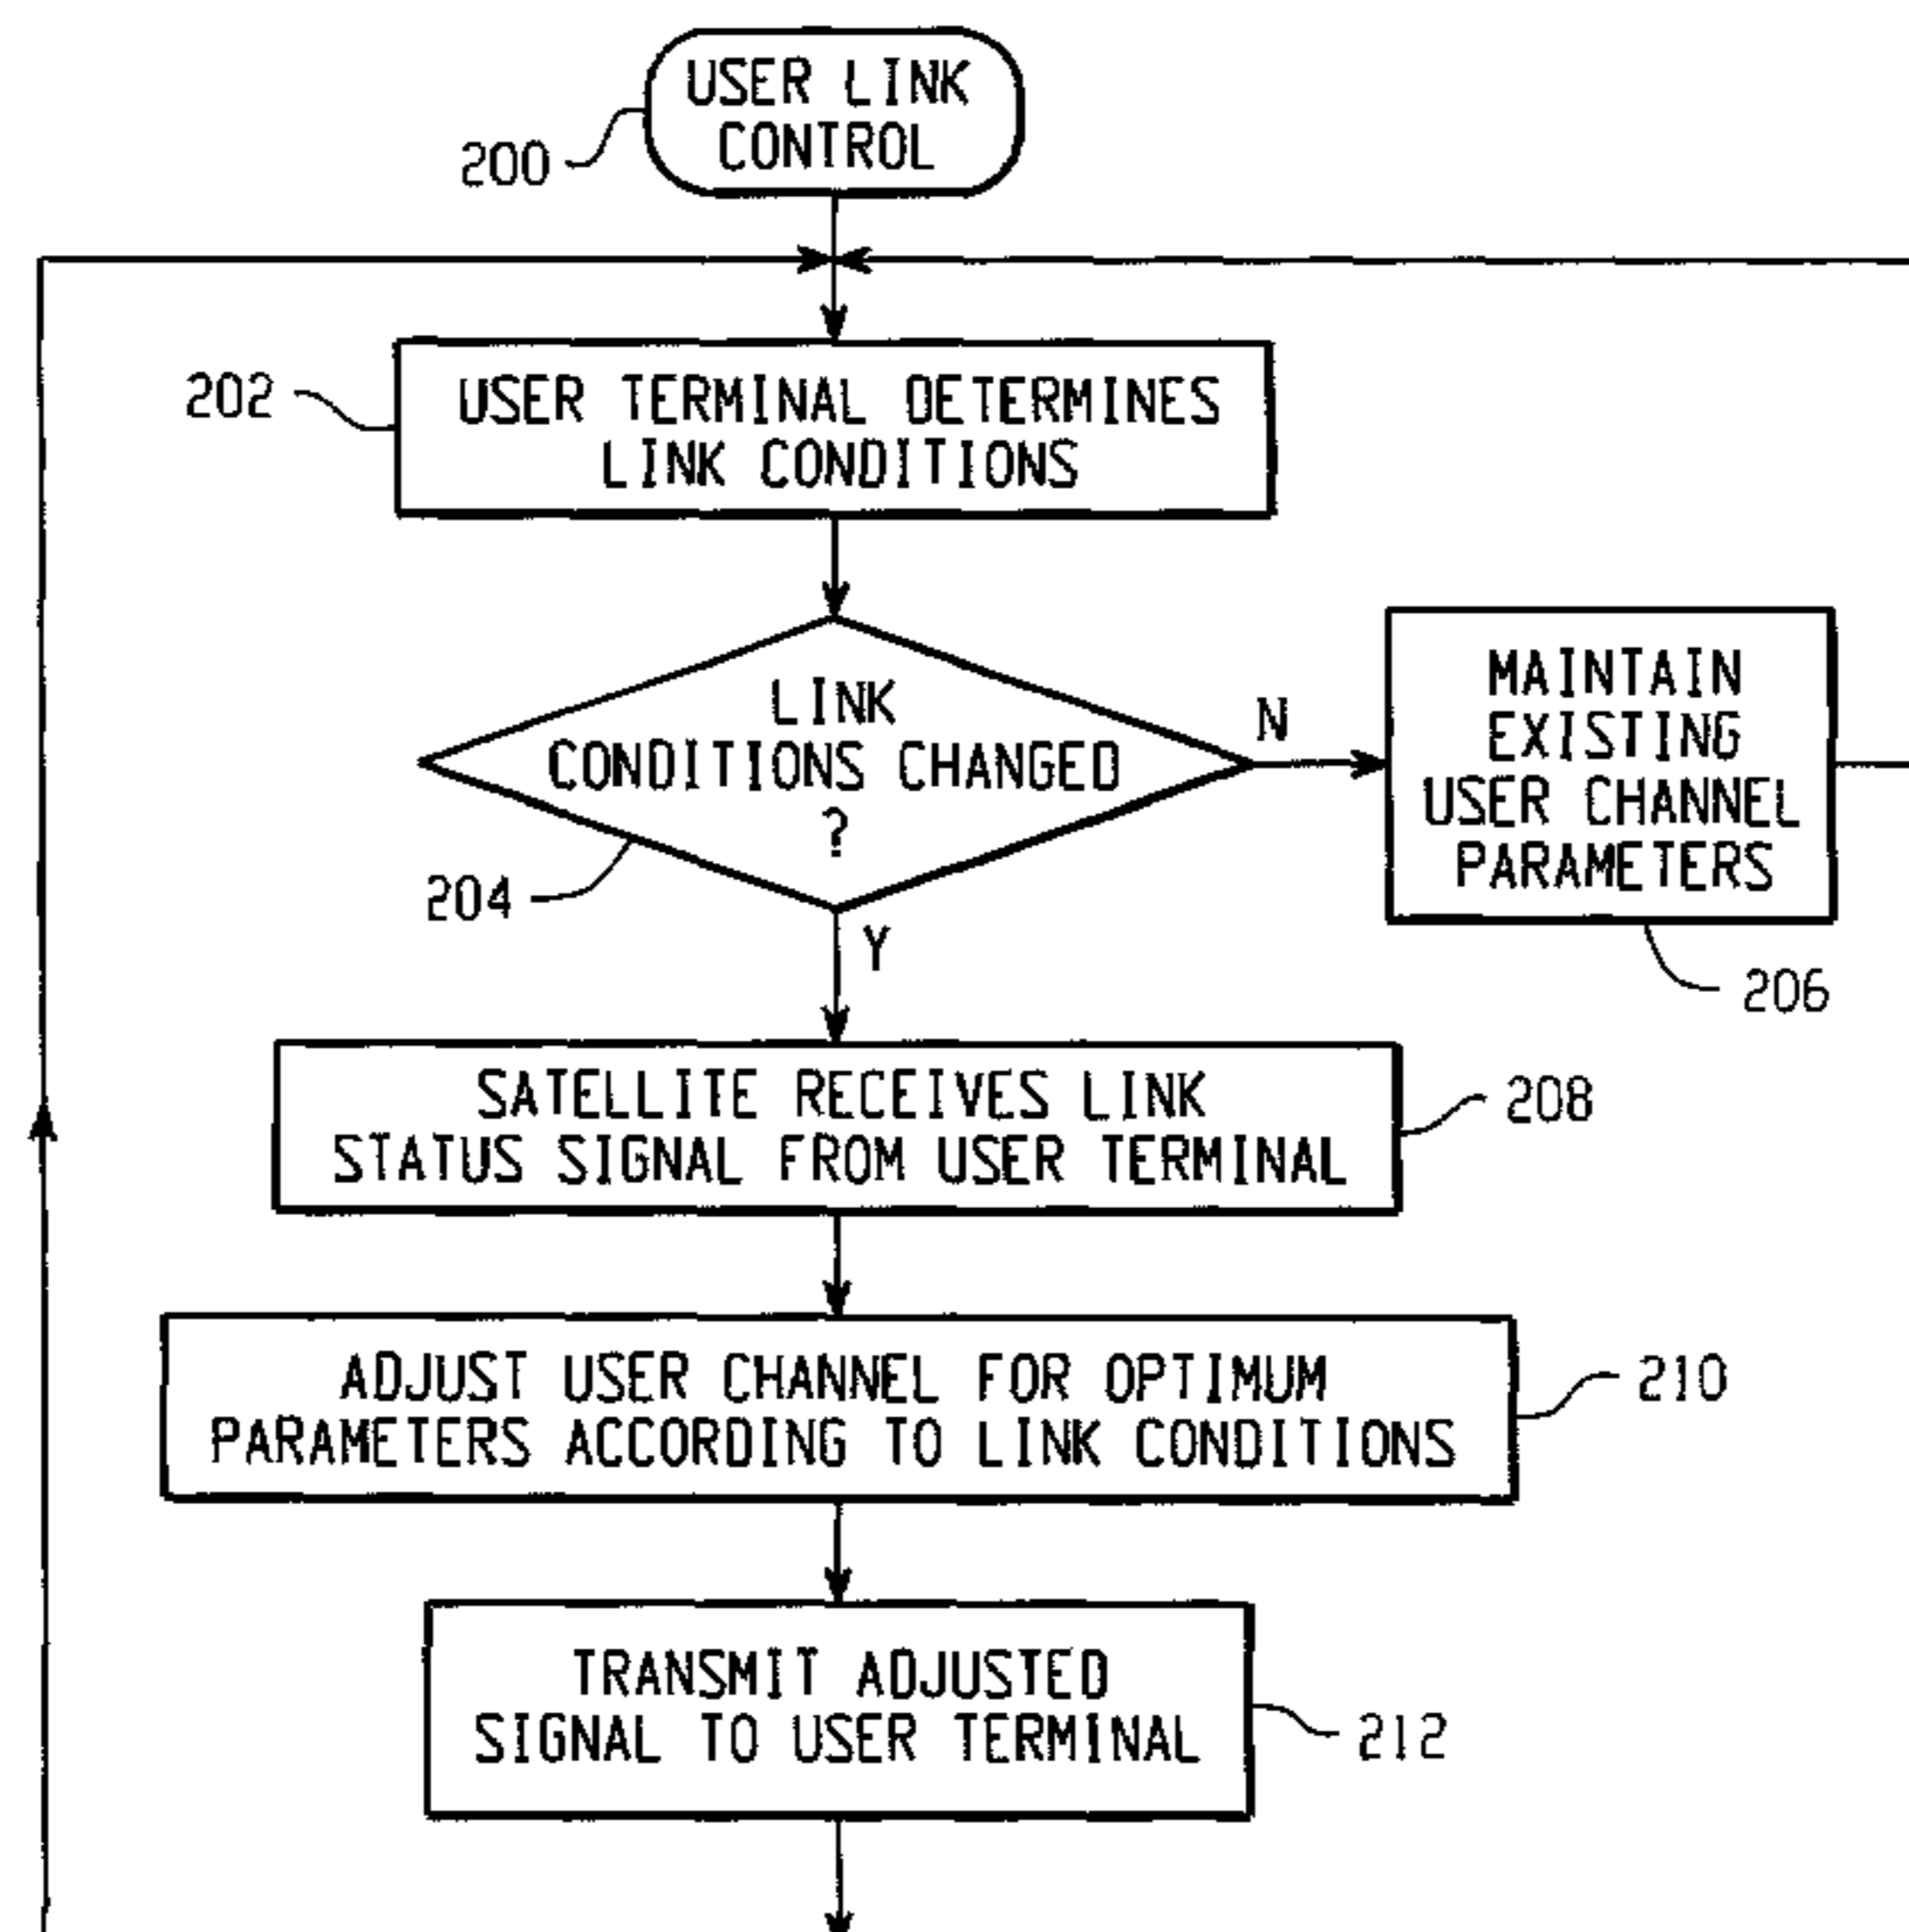 USER LINK
CONTROL
200
202
USER TERMINAL DETERMINES
LINK CONDITIONS
LINK
CONDITIONS CHANGED
?
N
204
Y
MAINTAIN
EXISTING
USER CHANNEL
PARAMETERS
206
SATELLITE RECEIVES LINK
STATUS SIGNAL FROM USER TERMINAL
208
ADJUST USER CHANNEL FOR OPTIMUM
PARAMETERS ACCORDING TO LINK CONDITIONS
210
TRANSMIT ADJUSTED
SIGNAL TO USER TERMINAL
212